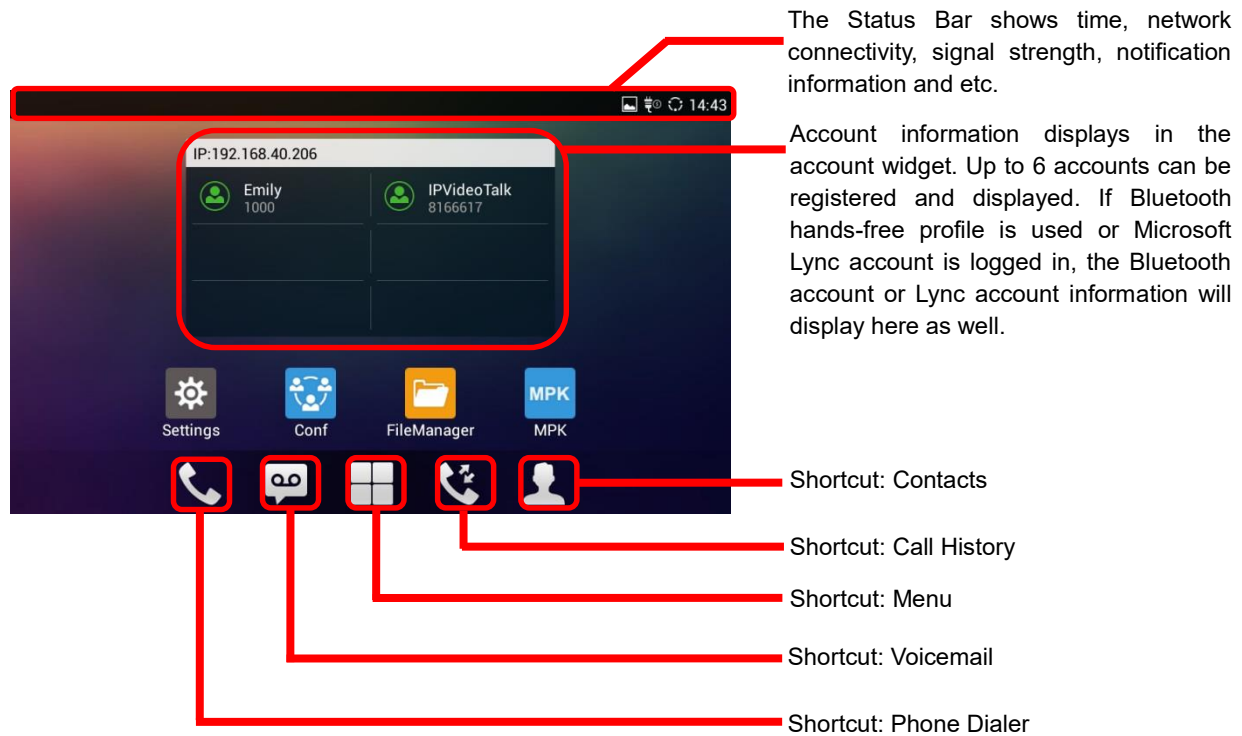 The Status Bar shows time, network
connectivity, signal strength, notification
information and etc.
14:43
Account information displays in the
account widget. Up to 6 accounts can be
registered and displayed. If Bluetooth
hands-free profile is used or Microsoft
Lync account is logged in, the Bluetooth
account or Lync account information will
display here as well.
IP:192.168.40.206
Emily
1000
IPVideoTalk
8166617
MPK
Settings
Conf
FileManager
MPK
Shortcut: Contacts
Shortcut: Call History
Shortcut: Menu
Shortcut: Voicemail
Shortcut: Phone Dialer